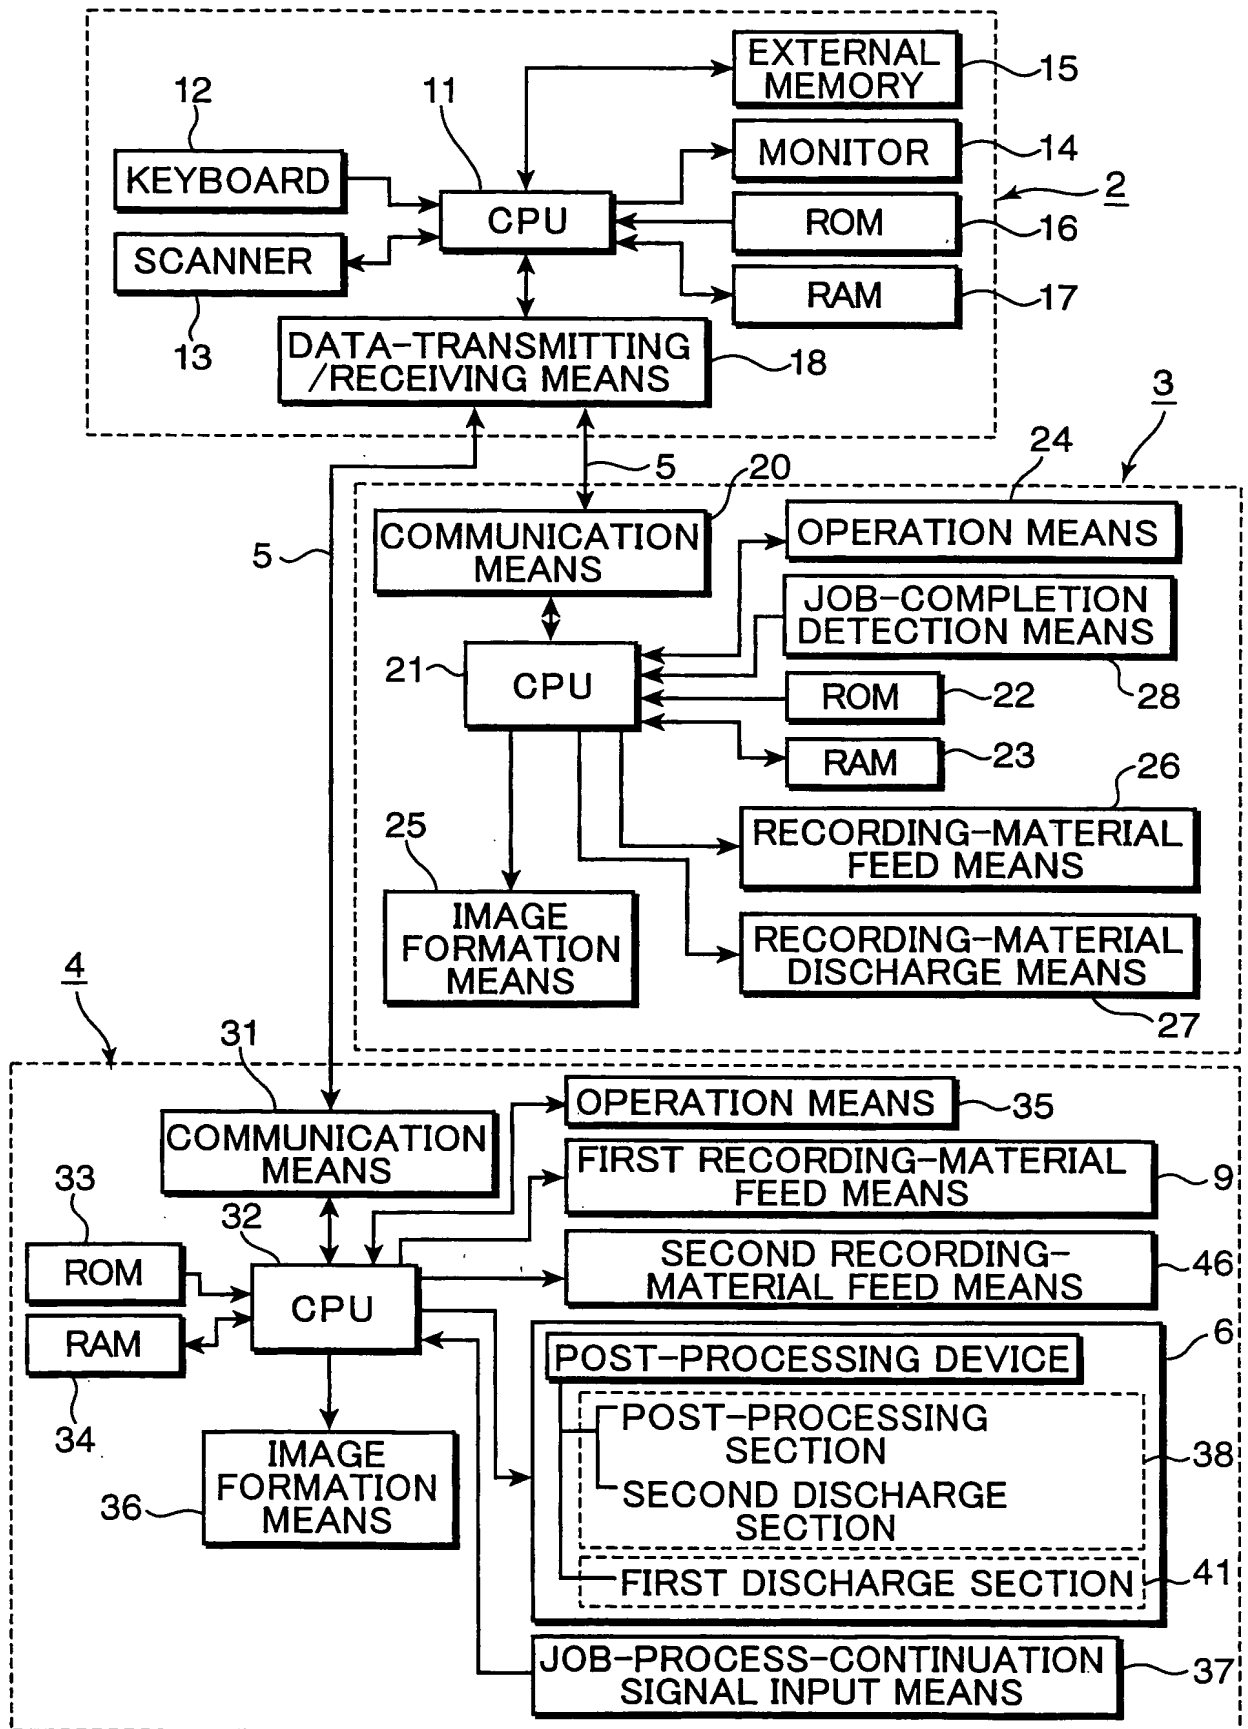 EXTERNAL
MEMORY
15
12
11
MONITOR
14
KEYBOARD
CPU
ROM
16
2
SCANNER
RAM
17
13
DATA-TRANSMITTING
/RECEIVING MEANS
18
3
5
20
24
COMMUNICATION
MEANS
OPERATION MEANS
5
JOB-COMPLETION
DETECTION MEANS
28
21
CPU
ROM
22
RAM
23
26
25
RECORDING-MATERIAL
FEED MEANS
IMAGE
FORMATION
MEANS
RECORDING-MATERIAL
DISCHARGE MEANS
27
4
31
COMMUNICATION
MEANS
OPERATION MEANS
35
FIRST RECORDING-MATERIAL
FEED MEANS
9
33
32
ROM
CPU
SECOND RECORDING-
MATERIAL FEED MEANS
46
RAM
34
6
POST-PROCESSING DEVICE
POST-PROCESSING
SECTION
38
SECOND DISCHARGE
SECTION
IMAGE
FORMATION
MEANS
36
FIRST DISCHARGE SECTION
41
JOB-PROCESS-CONTINUATION
SIGNAL INPUT MEANS
37